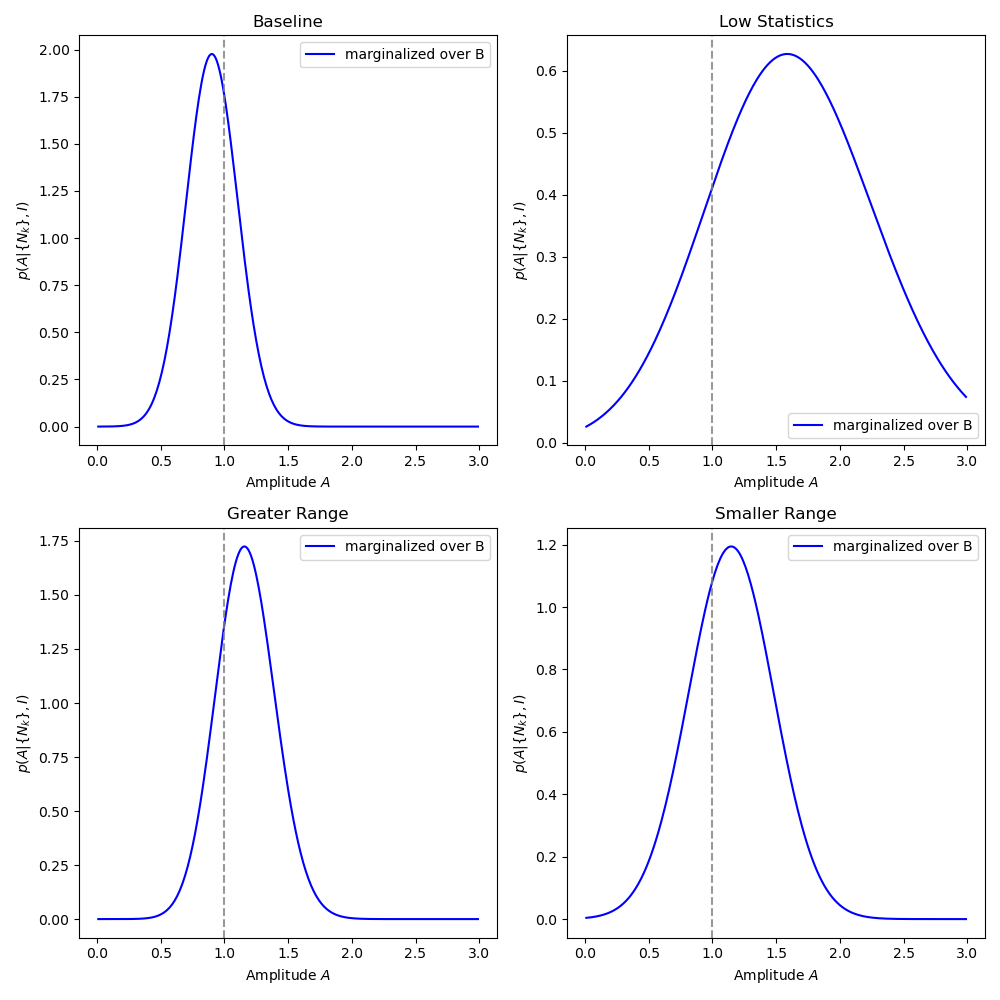 Baseline
2.00
1.75
1.50
1.25
1.00
0.75
0.50
0.25
0.00
p(A|{N_k}, I)
marginalized over B
0.0 0.5 1.0 1.5 2.0 2.5 3.0
Amplitude A
Low Statistics
0.6
0.5
0.4
0.3
0.2
0.1
0.0
p(A|{N_k}, I)
marginalized over B
0.0 0.5 1.0 1.5 2.0 2.5 3.0
Amplitude A
Greater Range
1.75
1.50
1.25
1.00
0.75
0.50
0.25
0.00
p(A|{N_k}, I)
marginalized over B
0.0 0.5 1.0 1.5 2.0 2.5 3.0
Amplitude A
Smaller Range
1.2
1.0
0.8
0.6
0.4
0.2
0.0
p(A|{N_k}, I)
marginalized over B
0.0 0.5 1.0 1.5 2.0 2.5 3.0
Amplitude A